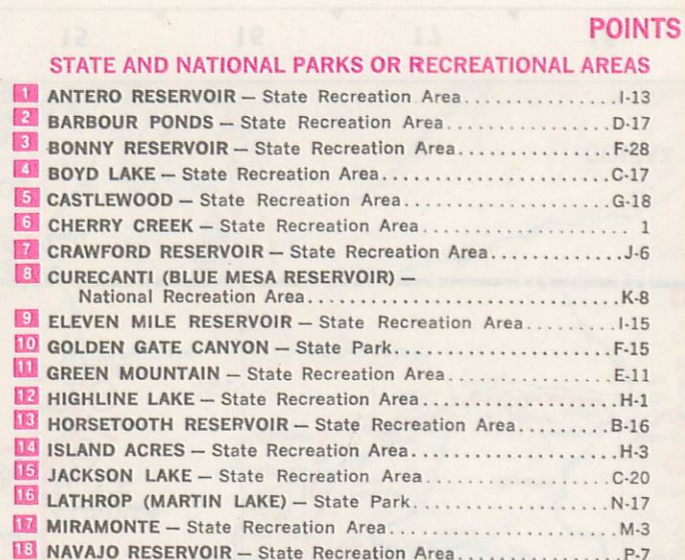 POINTS
STATE AND NATIONAL PARKS OR RECREATIONAL AREAS
1 ANTERO RESERVOIR — State Recreation Area....................I-13
2 BARBOUR PONDS — State Recreation Area......................D-17
3 BONNY RESERVOIR — State Recreation Area....................F-28
4 BOYD LAKE — State Recreation Area............................C-17
5 CASTLEWOOD — State Recreation Area.........................G-18
6 CHERRY CREEK — State Recreation Area........................ 1
7 CRAWFORD RESERVOIR — State Recreation Area.................J-6
8 CURECANTI (BLUE MESA RESERVOIR) —
National Recreation Area.......................................K-8
9 ELEVEN MILE RESERVOIR — State Recreation Area...........I-15
10 GOLDEN GATE CANYON — State Park...........................F-15
11 GREEN MOUNTAIN — State Recreation Area....................E-11
12 HIGHLINE LAKE — State Recreation Area........................H-1
13 HORSETOOTH RESERVOIR — State Recreation Area............B-16
14 ISLAND ACRES — State Recreation Area.........................H-3
15 JACKSON LAKE — State Recreation Area.......................C-20
16 LATHROP (MARTIN LAKE) — State Park.........................N-17
17 MIRAMONTE — State Recreation Area............................M-3
18 NAVAJO RESERVOIR — State Recreation Area....................P-7